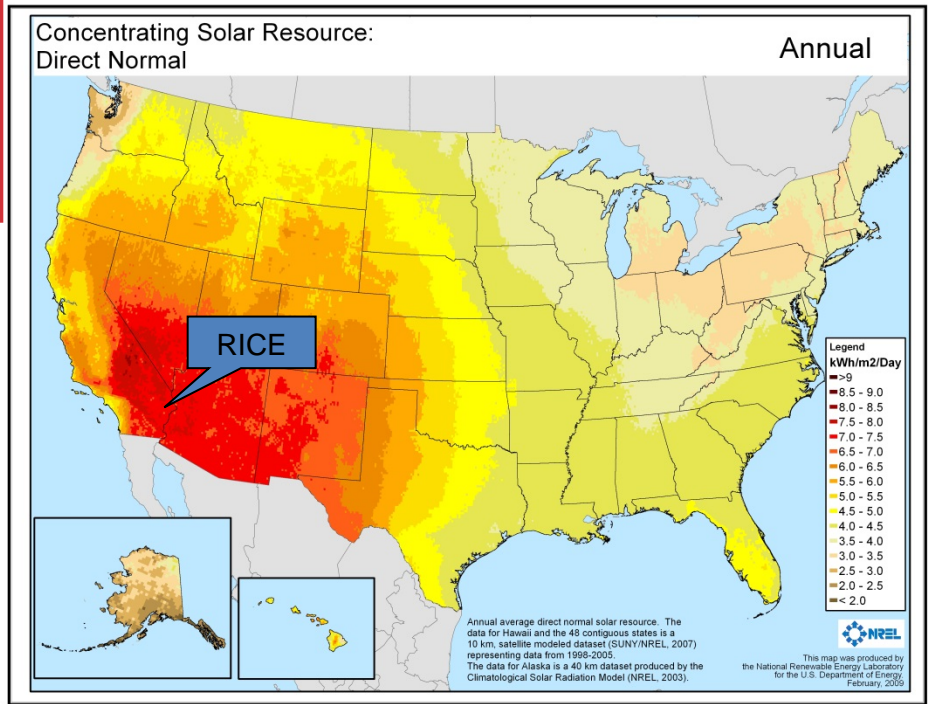 Concentrating Solar Resource:
Direct Normal
Annual
RICE
Legend
kWh/m2/Day
>9
8.5 - 9.0
8.0 - 8.5
7.5 - 8.0
7.0 - 7.5
6.5 - 7.0
6.0 - 6.5
5.5 - 6.0
5.0 - 5.5
4.5 - 5.0
4.0 - 4.5
3.5 - 4.0
3.0 - 3.5
2.5 - 3.0
2.0 - 2.5
< 2.0
Annual average direct normal solar resource. The
data for Hawaii and the 48 contiguous states is a
10 km, satellite modeled dataset (SUNY/NREL, 2007)
representing data from 1998-2005.
The data for Alaska is a 40 km dataset produced by the
Climatological Solar Radiation Model (NREL, 2003).
NREL
This map was produced by
the National Renewable Energy Laboratory
for the U.S. Department of Energy.
February, 2009